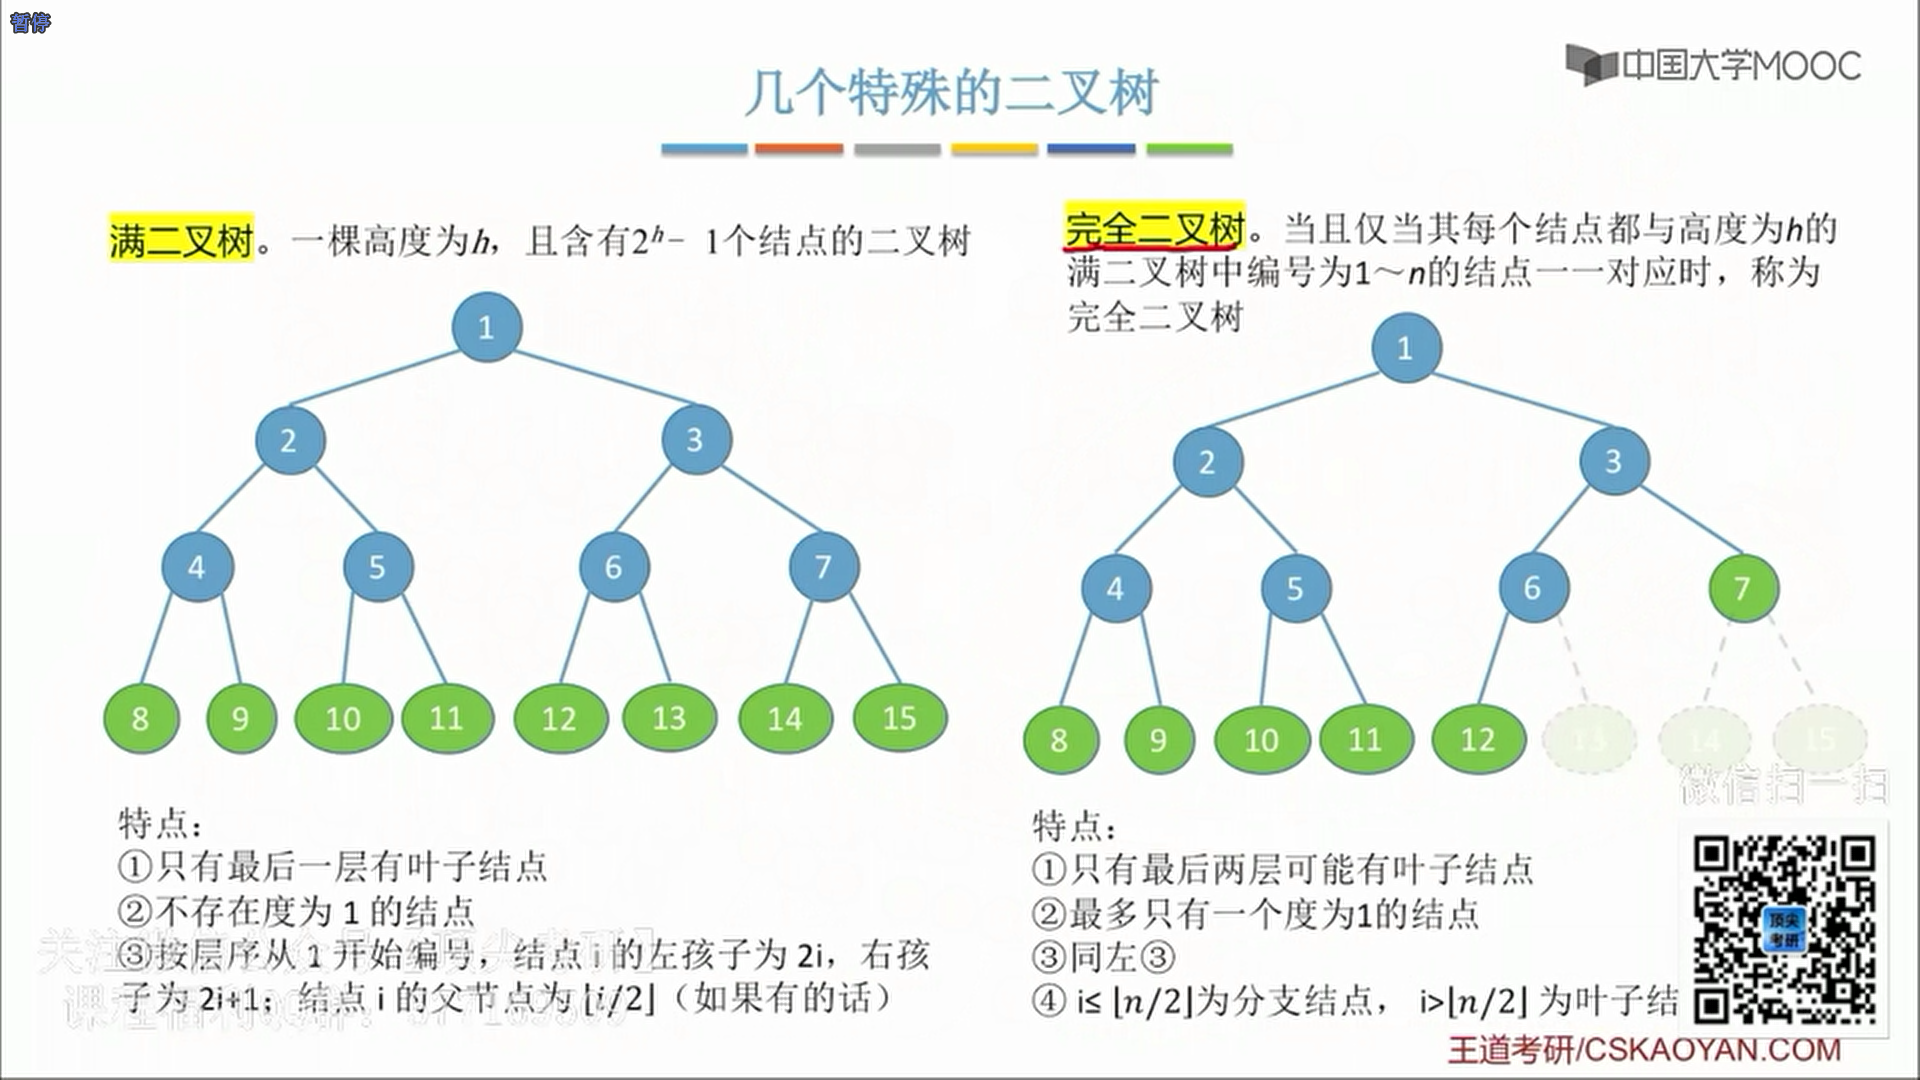 暂停
中国大学MOOC
几个特殊的二叉树
满二叉树。一棵高度为h，且含有2ʰ - 1个结点的二叉树
完全二叉树。当且仅当其每个结点都与高度为h的
满二叉树中编号为1～n的结点一一对应时，称为
完全二叉树
1
2 3
4 5 6 7
8 9 10 11 12 13 14 15
1
2 3
4 5 6 7
8 9 10 11 12 13 14 15
微信扫一扫
特点：
①只有最后一层有叶子结点
②不存在度为 1 的结点
③按层序从 1 开始编号，结点 i 的左孩子为 2i，右孩
子为 2i+1；结点 i 的父节点为 ⌊i/2⌋（如果有的话）
特点：
①只有最后两层可能有叶子结点
②最多只有一个度为1的结点
③同左③
④ i≤ ⌊n/2⌋为分支结点， i>⌊n/2⌋ 为叶子结
顶尖
考研
王道考研/CSKAOYAN.COM